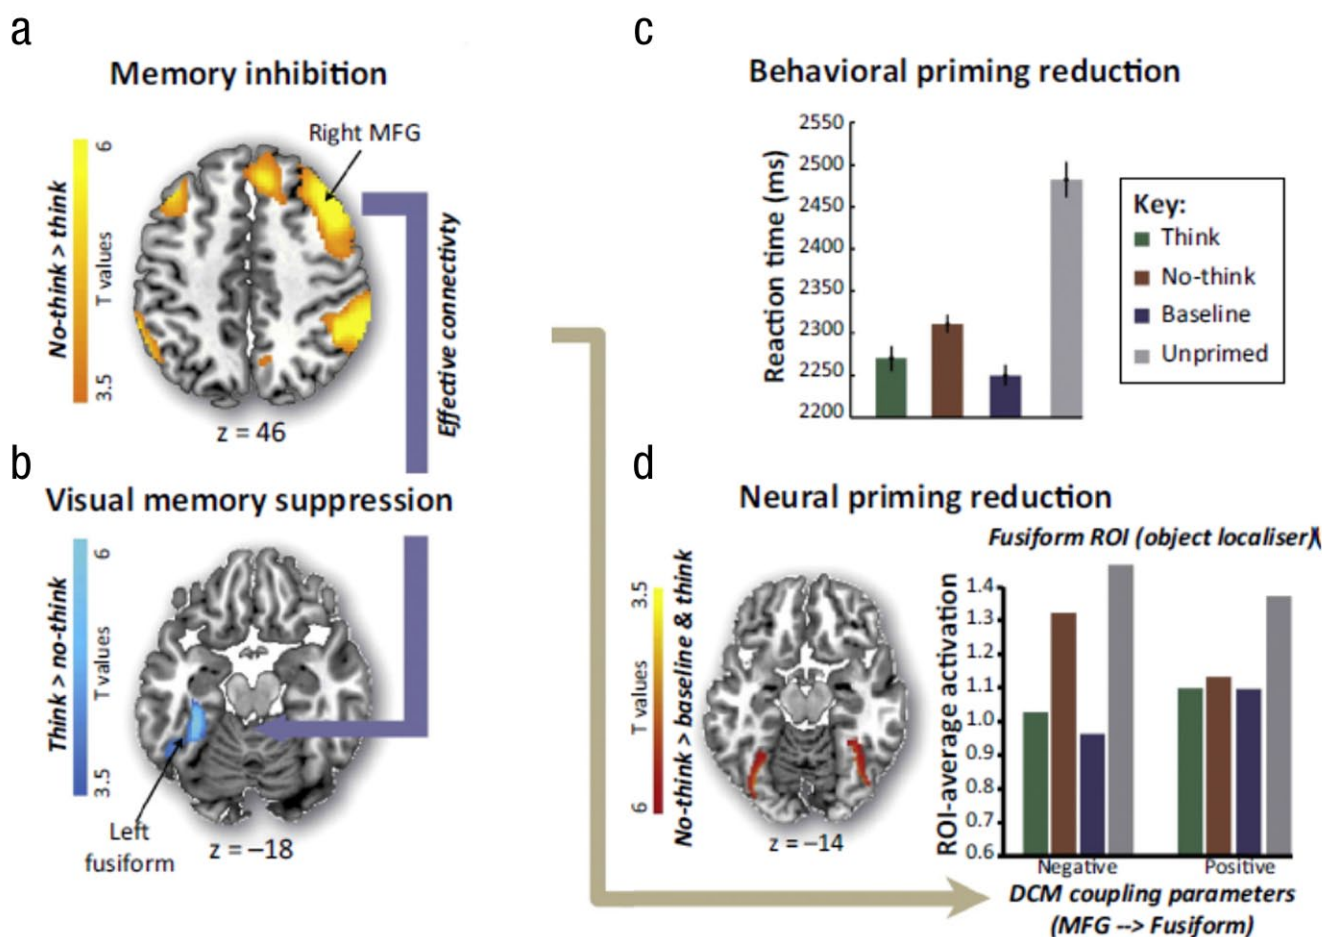 a
Memory inhibition
Right MFG
No-think > think
T values
6
3.5
z = 46
Effective connectivty
b
Visual memory suppression
Think > no-think
T values
6
3.5
Left
fusiform
z = –18
c
Behavioral priming reduction
Reaction time (ms)
2550
2500
2450
2400
2350
2300
2250
2200
Key:
Think
No-think
Baseline
Unprimed
d
Neural priming reduction
Fusiform ROI (object localiser)
No-think > baseline & think
T values
3.5
6
z = –14
ROI-average activation
1.4
1.3
1.2
1.1
1.0
0.9
0.8
0.7
0.6
Negative
Positive
DCM coupling parameters
(MFG --> Fusiform)